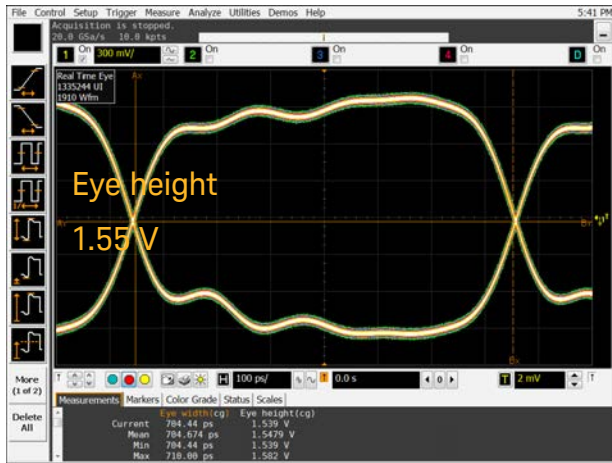 File Control Setup Trigger Measure Analyze Utilities Demos Help 5:41 PM
Acquisition is stopped.
20.0 GSa/s 10.0 kpts
1 On 300 mV/ 2 On 3 On 4 On D On
Real Time Eye
1335244 UI
1910 Wfm
Ax
Eye height
Ay
1.55 V
Bx
H 100 ps/ 0.0 s 0 T 2 mV
More
(1 of 2)
Delete
All
Measurements Markers Color Grade Status Scales
Eye width(cg) Eye height(cg)
Current 704.44 ps 1.539 V
Mean 704.674 ps 1.5479 V
Min 704.44 ps 1.539 V
Max 710.00 ps 1.582 V